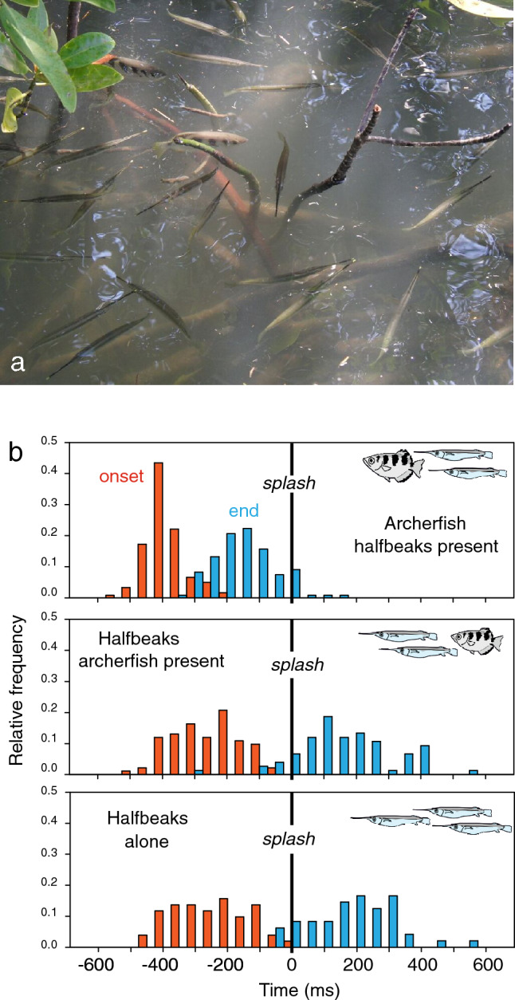 a
b
Relative frequency
0.5
0.4
0.3
0.2
0.1
0.0
onset
end
splash
Archerfish
halfbeaks present
0.5
0.4
0.3
0.2
0.1
0.0
Halfbeaks
archerfish present
splash
0.5
0.4
0.3
0.2
0.1
0.0
Halfbeaks
alone
splash
-600 -400 -200 0 200 400 600
Time (ms)